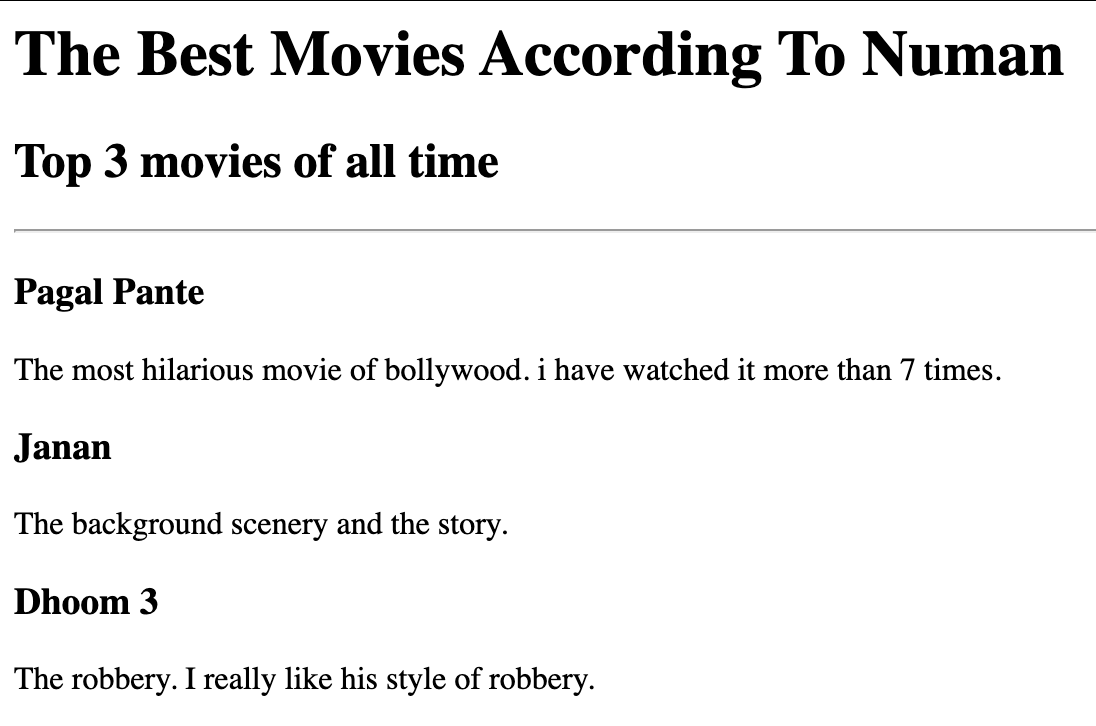 The Best Movies According To Numan
Top 3 movies of all time
Pagal Pante
The most hilarious movie of bollywood. i have watched it more than 7 times.
Janan
The background scenery and the story.
Dhoom 3
The robbery. I really like his style of robbery.